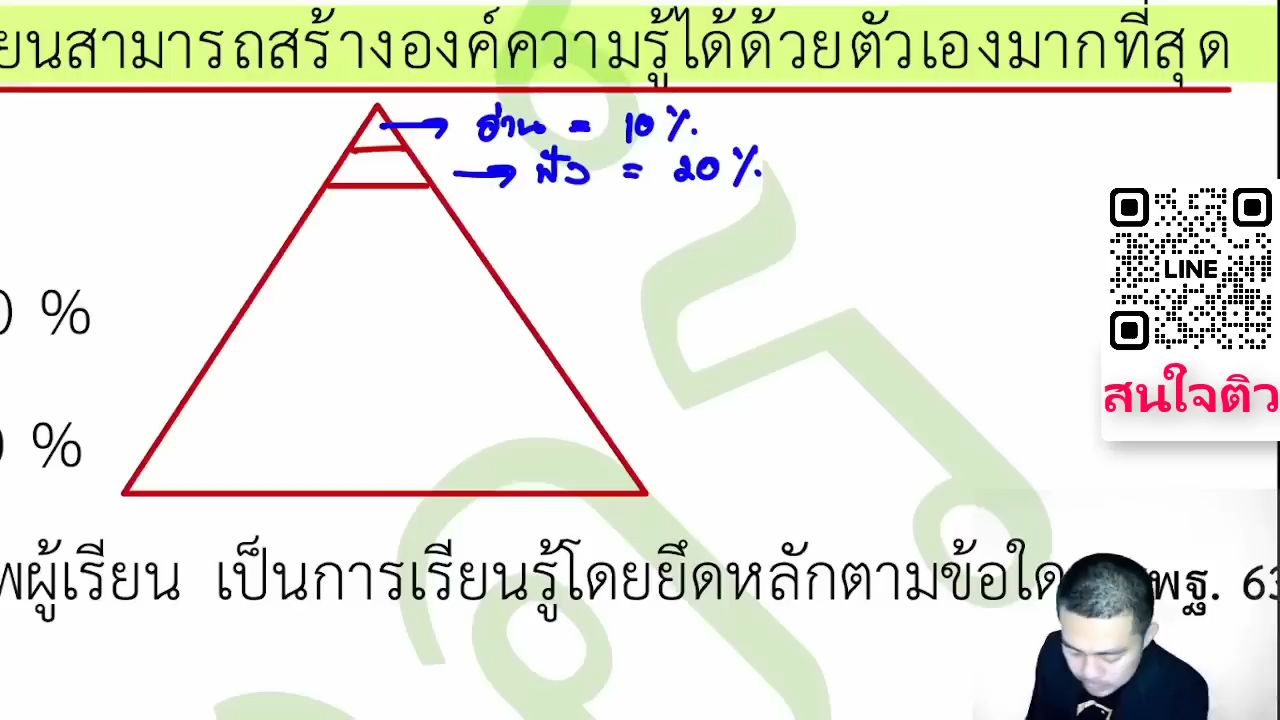 ยนสามารถสร้างองค์ความรู้ได้ด้วยตัวเองมากที่สุด
อ่าน = 10 %.
ฟัง = 20 %.
LINE
0 %
สนใจติว
0 %
พผู้เรียน เป็นการเรียนรู้โดยยึดหลักตามข้อใด พฐ. 63